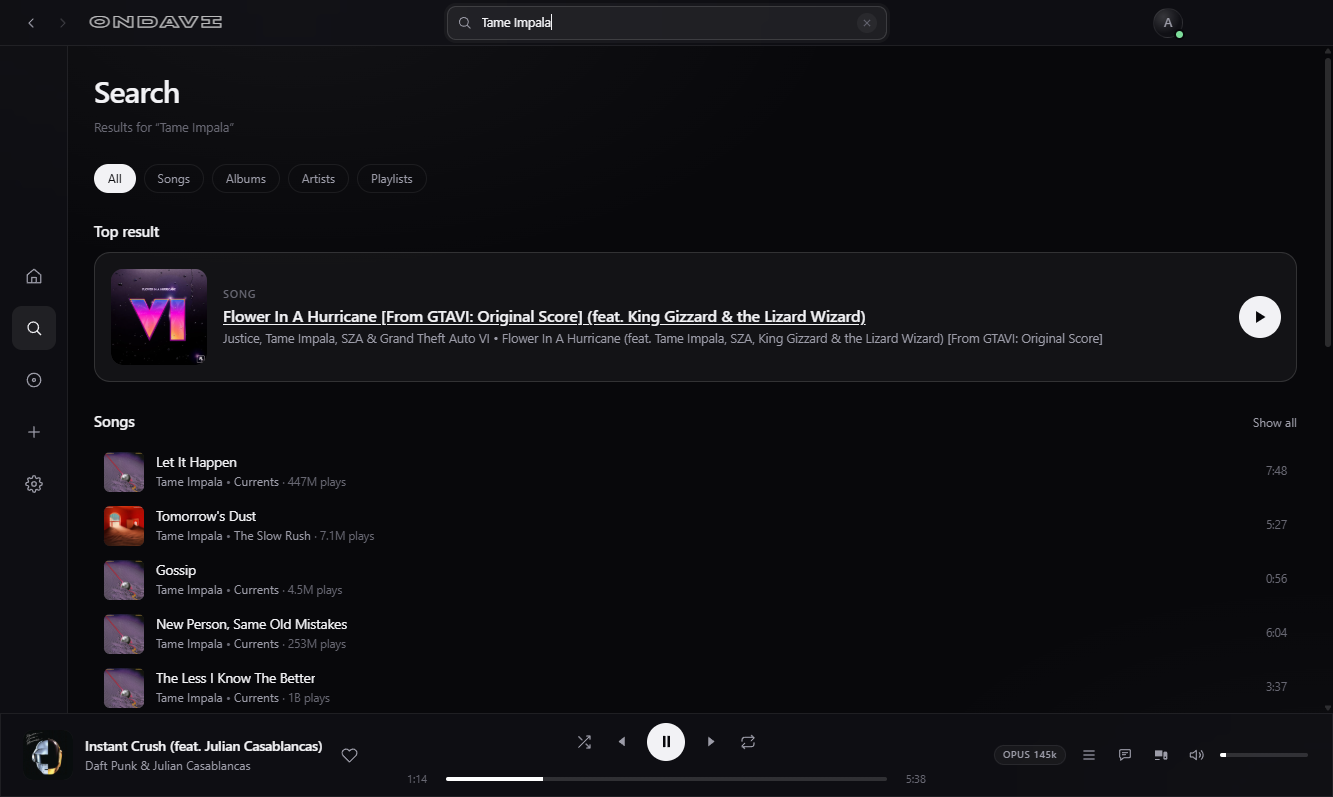 ONDAVI
Tame Impala
A
Search
Results for “Tame Impala”
All
Songs
Albums
Artists
Playlists
Top result
VI
SONG
Flower In A Hurricane [From GTAVI: Original Score] (feat. King Gizzard & the Lizard Wizard)
Justice, Tame Impala, SZA & Grand Theft Auto VI • Flower In A Hurricane (feat. Tame Impala, SZA, King Gizzard & the Lizard Wizard) [From GTAVI: Original Score]
Songs
Show all
Let It Happen
Tame Impala • Currents · 447M plays
7:48
Tomorrow's Dust
Tame Impala • The Slow Rush · 7.1M plays
5:27
Gossip
Tame Impala • Currents · 4.5M plays
0:56
New Person, Same Old Mistakes
Tame Impala • Currents · 253M plays
6:04
The Less I Know The Better
Tame Impala • Currents · 1B plays
3:37
Instant Crush (feat. Julian Casablancas)
Daft Punk & Julian Casablancas
1:14
5:38
OPUS 145k